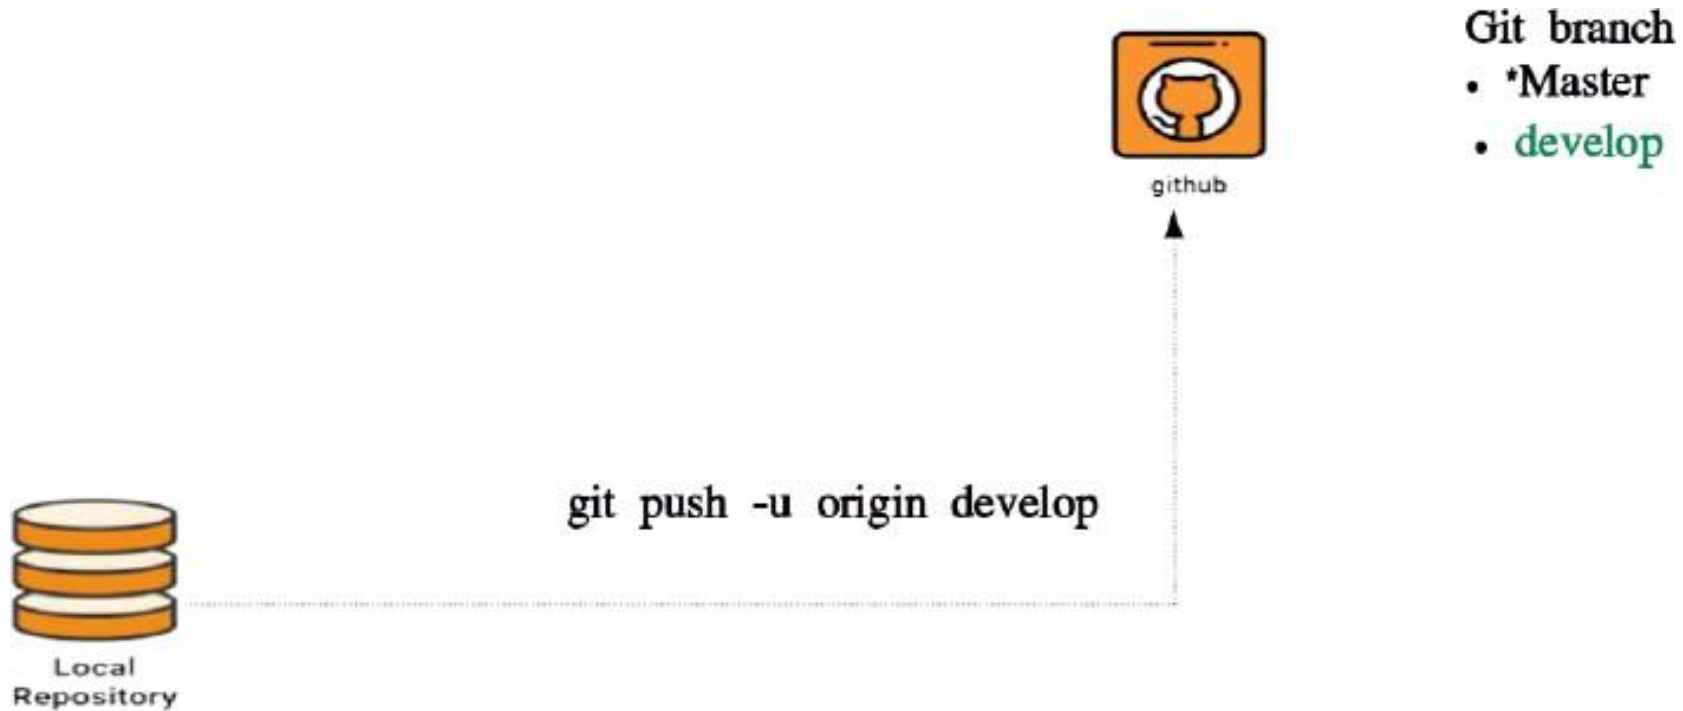 Git branch
• *Master
• develop
github
git push -u origin develop
Local
Repository